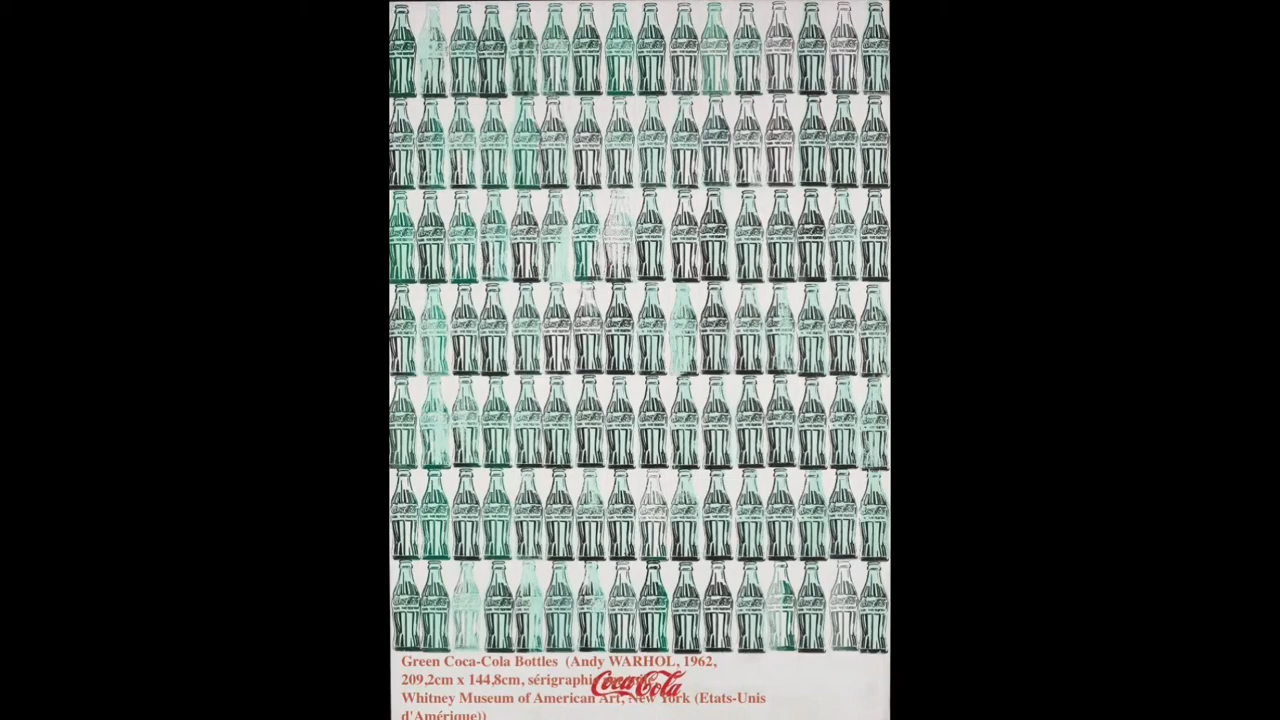 Green Coca-Cola Bottles (Andy WARHOL, 1962,
209,2cm x 144,8cm, sérigraphie
Coca-Cola
Whitney Museum of American Art, New York (Etats-Unis
d'Amérique))